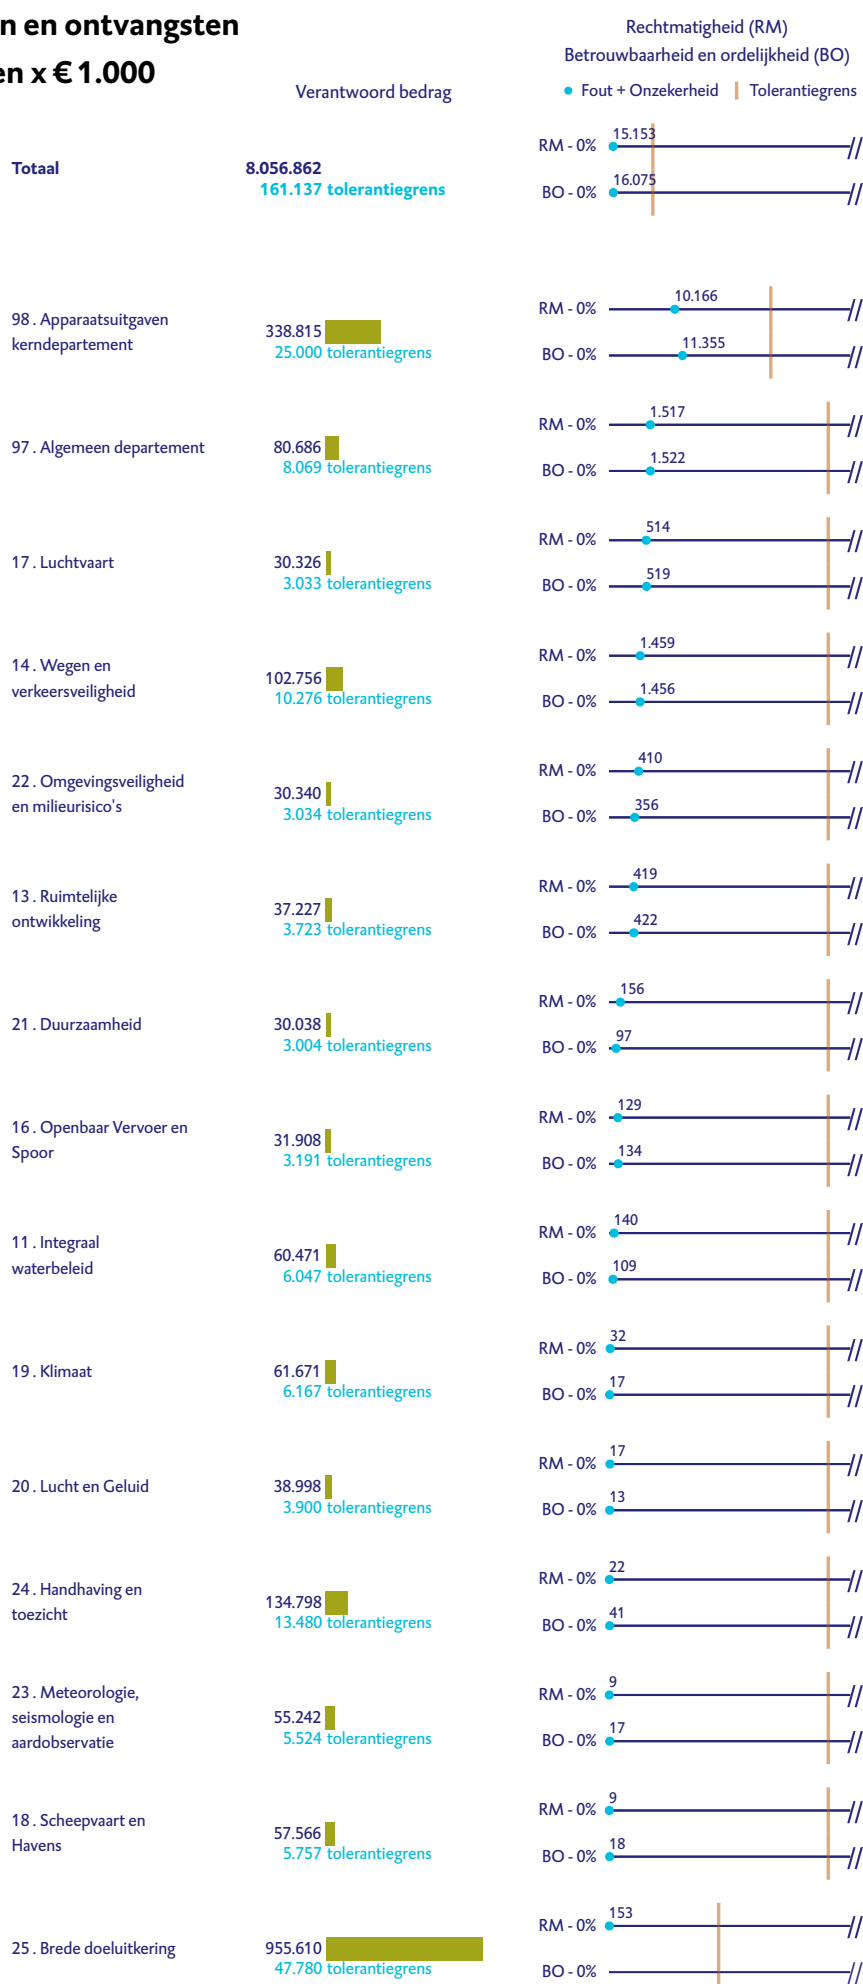 n en ontvangsten
en x € 1.000
Verantwoord bedrag
Rechtmatigheid (RM)
Betrouwbaarheid en ordelijkheid (BO)
Fout + Onzekerheid
Tolerantiegrens
Totaal
8.056.862
161.137 tolerantiegrens
RM - 0%
15.153
BO - 0%
16.075
98 . Apparaatsuitgaven
kerndepartement
338.815
25.000 tolerantiegrens
RM - 0%
10.166
BO - 0%
11.355
97 . Algemeen departement
80.686
8.069 tolerantiegrens
RM - 0%
1.517
BO - 0%
1.522
17 . Luchtvaart
30.326
3.033 tolerantiegrens
RM - 0%
514
BO - 0%
519
14 . Wegen en
verkeersveiligheid
102.756
10.276 tolerantiegrens
RM - 0%
1.459
BO - 0%
1.456
22 . Omgevingsveiligheid
en milieurisico's
30.340
3.034 tolerantiegrens
RM - 0%
410
BO - 0%
356
13 . Ruimtelijke
ontwikkeling
37.227
3.723 tolerantiegrens
RM - 0%
419
BO - 0%
422
21 . Duurzaamheid
30.038
3.004 tolerantiegrens
RM - 0%
156
BO - 0%
97
16 . Openbaar Vervoer en
Spoor
31.908
3.191 tolerantiegrens
RM - 0%
129
BO - 0%
134
11 . Integraal
waterbeleid
60.471
6.047 tolerantiegrens
RM - 0%
140
BO - 0%
109
19 . Klimaat
61.671
6.167 tolerantiegrens
RM - 0%
32
BO - 0%
17
20 . Lucht en Geluid
38.998
3.900 tolerantiegrens
RM - 0%
17
BO - 0%
13
24 . Handhaving en
toezicht
134.798
13.480 tolerantiegrens
RM - 0%
22
BO - 0%
41
23 . Meteorologie,
seismologie en
aardobservatie
55.242
5.524 tolerantiegrens
RM - 0%
9
BO - 0%
17
18 . Scheepvaart en
Havens
57.566
5.757 tolerantiegrens
RM - 0%
9
BO - 0%
18
25 . Brede doeluitkering
955.610
47.780 tolerantiegrens
RM - 0%
153
BO - 0%